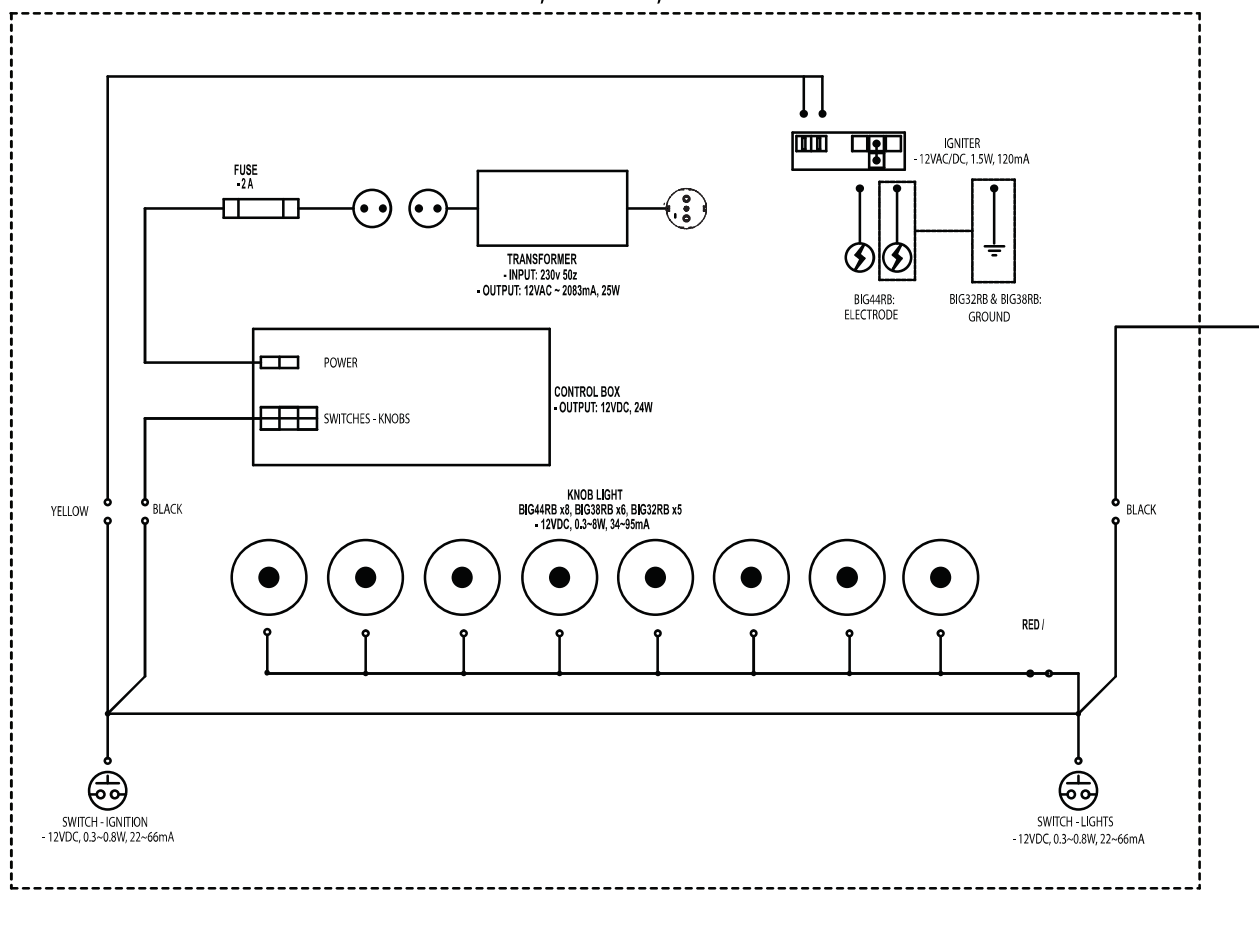 IGNITER
- 12VAC/DC, 1.5W, 120mA
FUSE
- 2 A
TRANSFORMER
- INPUT: 230v 50z
- OUTPUT: 12VAC ~ 2083mA, 25W
BIG44RB:
ELECTRODE
BIG32RB & BIG38RB:
GROUND
POWER
CONTROL BOX
- OUTPUT: 12VDC, 24W
SWITCHES - KNOBS
KNOB LIGHT
BIG44RB x8, BIG38RB x6, BIG32RB x5
- 12VDC, 0.3~8W, 34~95mA
YELLOW
BLACK
BLACK
RED /
SWITCH - IGNITION
- 12VDC, 0.3~0.8W, 22~66mA
SWITCH - LIGHTS
- 12VDC, 0.3~0.8W, 22~66mA